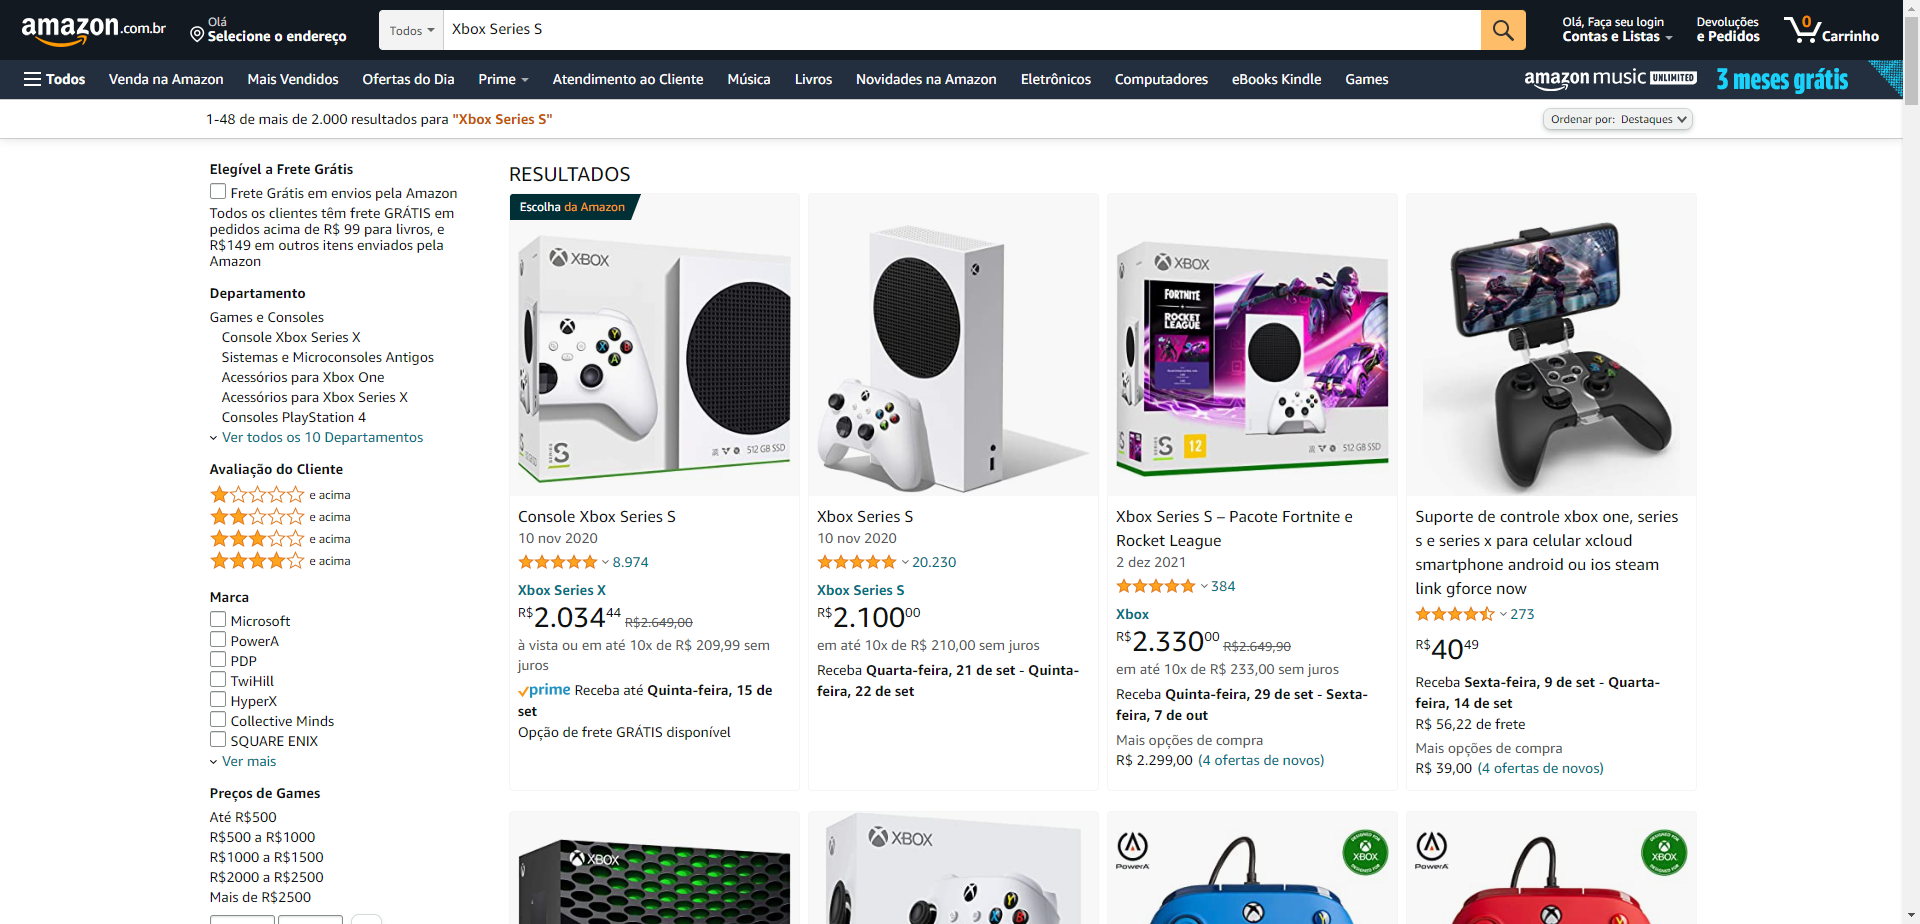 amazon.com.br
Olá
Selecione o endereço
Todos
Xbox Series S
Olá, Faça seu login
Contas e Listas
Devoluções
e Pedidos
0
Carrinho
Todos
Venda na Amazon
Mais Vendidos
Ofertas do Dia
Prime
Atendimento ao Cliente
Música
Livros
Novidades na Amazon
Eletrônicos
Computadores
eBooks Kindle
Games
amazon music UNLIMITED
3 meses grátis
1-48 de mais de 2.000 resultados para "Xbox Series S"
Ordenar por: Destaques
Elegível a Frete Grátis
Frete Grátis em envios pela Amazon
Todos os clientes têm frete GRÁTIS em
pedidos acima de R$ 99 para livros, e
R$149 em outros itens enviados pela
Amazon
Departamento
Games e Consoles
Console Xbox Series X
Sistemas e Microconsoles Antigos
Acessórios para Xbox One
Acessórios para Xbox Series X
Consoles PlayStation 4
Ver todos os 10 Departamentos
Avaliação do Cliente
e acima
e acima
e acima
e acima
Marca
Microsoft
PowerA
PDP
TwiHill
HyperX
Collective Minds
SQUARE ENIX
Ver mais
Preços de Games
Até R$500
R$500 a R$1000
R$1000 a R$1500
R$2000 a R$2500
Mais de R$2500
RESULTADOS
Escolha da Amazon
XBOX
SERIES S
512 GB SSD
Console Xbox Series S
10 nov 2020
8.974
Xbox Series X
R$2.03444 R$2.649,00
à vista ou em até 10x de R$ 209,99 sem
juros
prime Receba até Quinta-feira, 15 de
set
Opção de frete GRÁTIS disponível
Xbox Series S
10 nov 2020
20.230
Xbox Series S
R$2.10000
em até 10x de R$ 210,00 sem juros
Receba Quarta-feira, 21 de set - Quinta-
feira, 22 de set
XBOX
FORTNITE
ROCKET
LEAGUE
SERIES S
12
512 GB SSD
Xbox Series S – Pacote Fortnite e
Rocket League
2 dez 2021
384
Xbox
R$2.33000 R$2.649,90
em até 10x de R$ 233,00 sem juros
Receba Quinta-feira, 29 de set - Sexta-
feira, 7 de out
Mais opções de compra
R$ 2.299,00 (4 ofertas de novos)
Suporte de controle xbox one, series
s e series x para celular xcloud
smartphone android ou ios steam
link gforce now
273
R$4049
Receba Sexta-feira, 9 de set - Quarta-
feira, 14 de set
R$ 56,22 de frete
Mais opções de compra
R$ 39,00 (4 ofertas de novos)
XBOX
XBOX
POWERA
DESIGNED FOR
XBOX
POWERA
DESIGNED FOR
XBOX